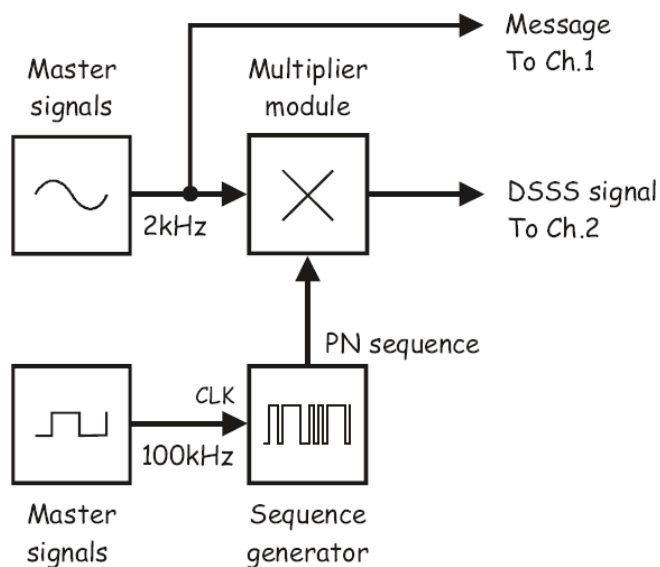 Message
To Ch.1
Master
signals
Multiplier
module
2kHz
DSSS signal
To Ch.2
PN sequence
CLK
100kHz
Master
signals
Sequence
generator